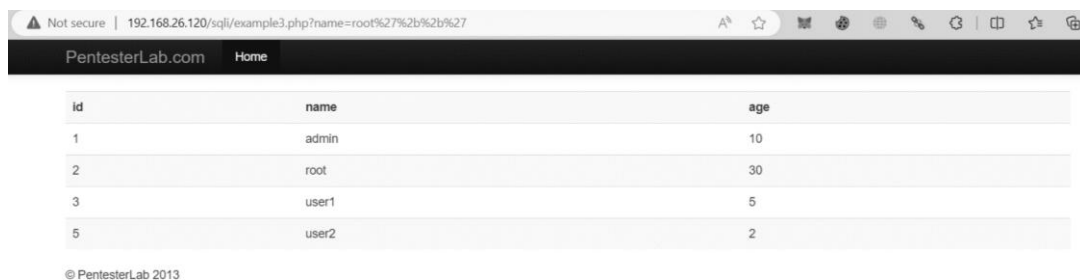 Not secure | 192.168.26.120/sqli/example3.php?name=root%27%2b%2b%27
PentesterLab.com Home
id name age
1 admin 10
2 root 30
3 user1 5
5 user2 2
© PentesterLab 2013